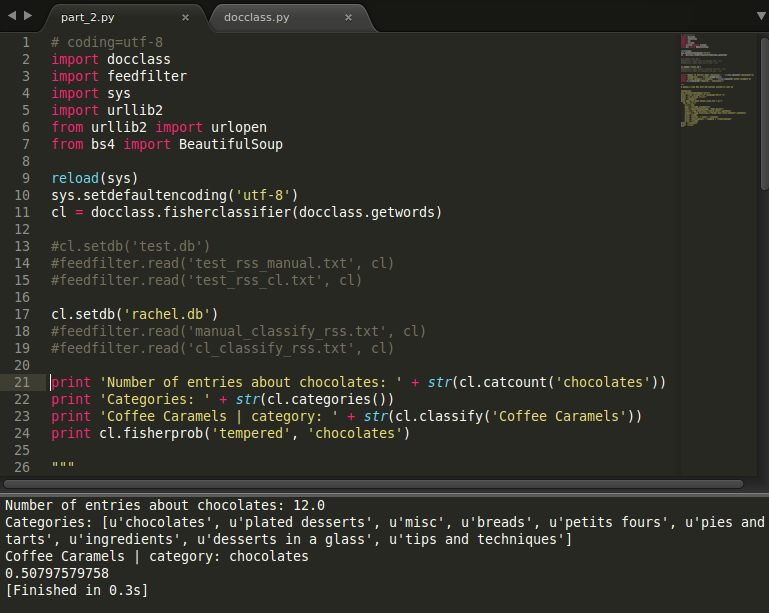 part_2.py × docclass.py ×
1 # coding=utf-8
2 import docclass
3 import feedfilter
4 import sys
5 import urllib2
6 from urllib2 import urlopen
7 from bs4 import BeautifulSoup
8
9 reload(sys)
10 sys.setdefaultencoding('utf-8')
11 cl = docclass.fisherclassifier(docclass.getwords)
12
13 #cl.setdb('test.db')
14 #feedfilter.read('test_rss_manual.txt', cl)
15 #feedfilter.read('test_rss_cl.txt', cl)
16
17 cl.setdb('rachel.db')
18 #feedfilter.read('manual_classify_rss.txt', cl)
19 #feedfilter.read('cl_classify_rss.txt', cl)
20
21 print 'Number of entries about chocolates: ' + str(cl.catcount('chocolates'))
22 print 'Categories: ' + str(cl.categories())
23 print 'Coffee Caramels | category: ' + str(cl.classify('Coffee Caramels'))
24 print cl.fisherprob('tempered', 'chocolates')
25
26 """
Number of entries about chocolates: 12.0
Categories: [u'chocolates', u'plated desserts', u'misc', u'breads', u'petits fours', u'pies and
tarts', u'ingredients', u'desserts in a glass', u'tips and techniques']
Coffee Caramels | category: chocolates
0.50797579758
[Finished in 0.3s]